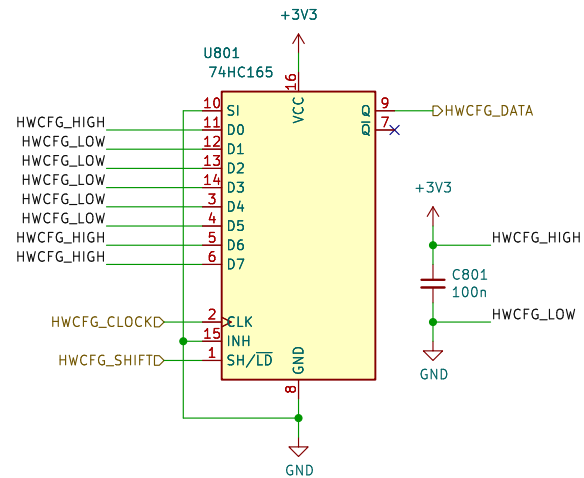 +3V3
U801
74HC165
16
VCC
10 SI
Q 9 HWCFG_DATA
HWCFG_HIGH 11 D0
Q 7
HWCFG_LOW 12 D1
HWCFG_LOW 13 D2
HWCFG_LOW 14 D3
HWCFG_LOW 3 D4
HWCFG_LOW 4 D5
HWCFG_HIGH 5 D6
HWCFG_HIGH 6 D7
HWCFG_CLOCK 2 CLK
15 INH
HWCFG_SHIFT 1 SH/LD
GND
8
GND
+3V3
HWCFG_HIGH
C801
100n
HWCFG_LOW
GND